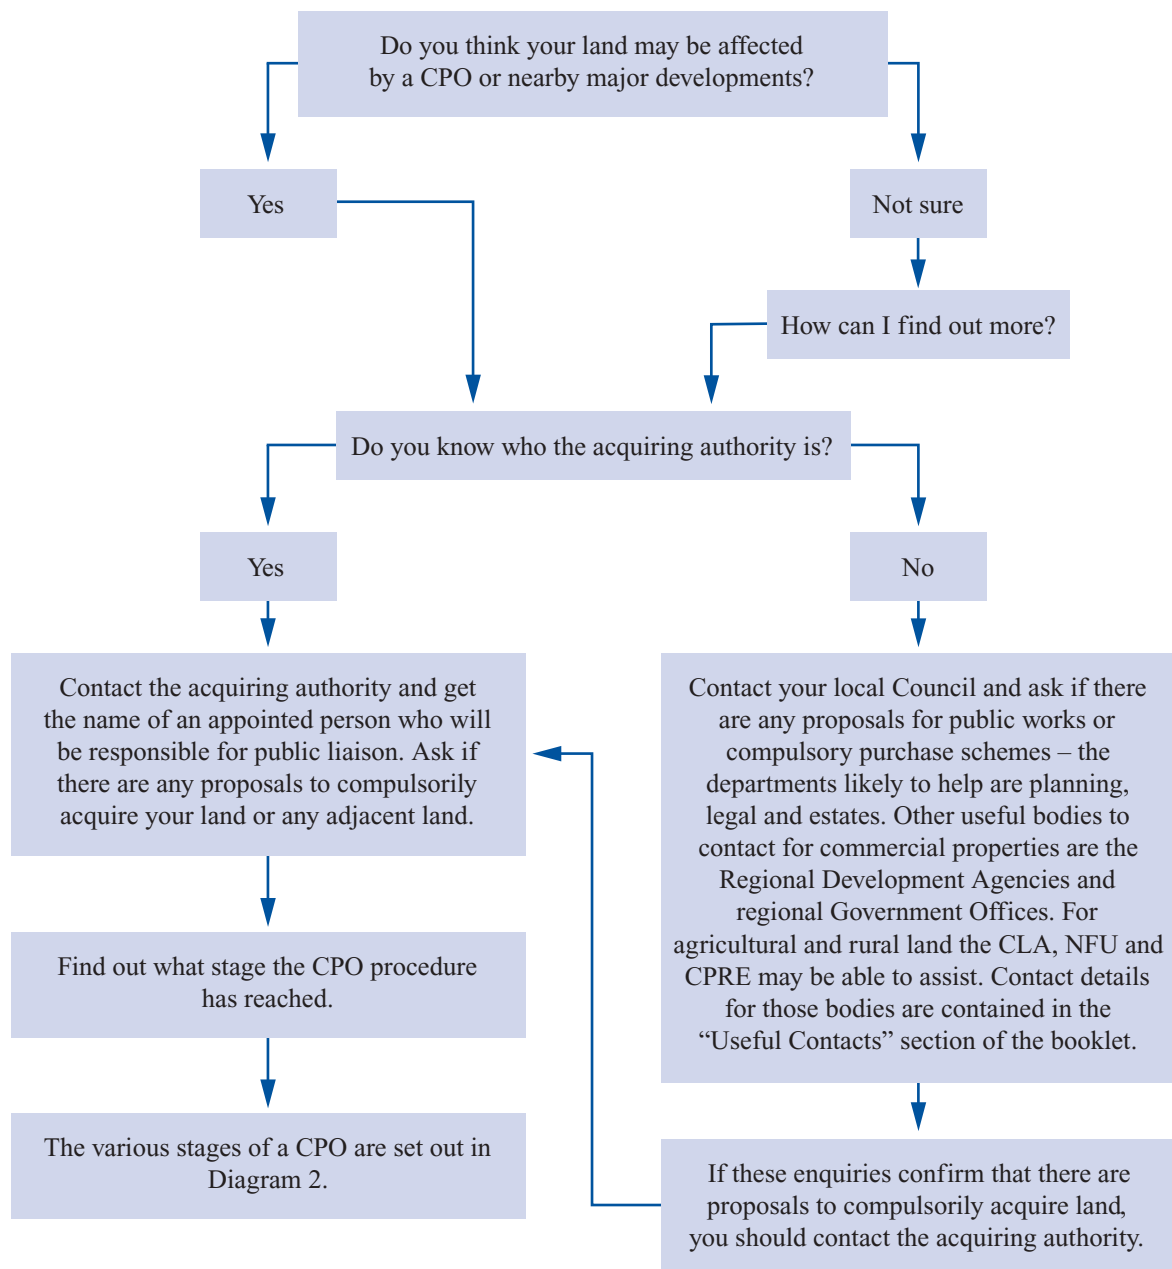 Do you think your land may be affected
by a CPO or nearby major developments?
Yes
Not sure
How can I find out more?
Do you know who the acquiring authority is?
Yes
No
Contact the acquiring authority and get
the name of an appointed person who will
be responsible for public liaison. Ask if
there are any proposals to compulsorily
acquire your land or any adjacent land.
Contact your local Council and ask if there
are any proposals for public works or
compulsory purchase schemes – the
departments likely to help are planning,
legal and estates. Other useful bodies to
contact for commercial properties are the
Regional Development Agencies and
regional Government Offices. For
agricultural and rural land the CLA, NFU and
CPRE may be able to assist. Contact details
for those bodies are contained in the
“Useful Contacts” section of the booklet.
Find out what stage the CPO procedure
has reached.
The various stages of a CPO are set out in
Diagram 2.
If these enquiries confirm that there are
proposals to compulsorily acquire land,
you should contact the acquiring authority.